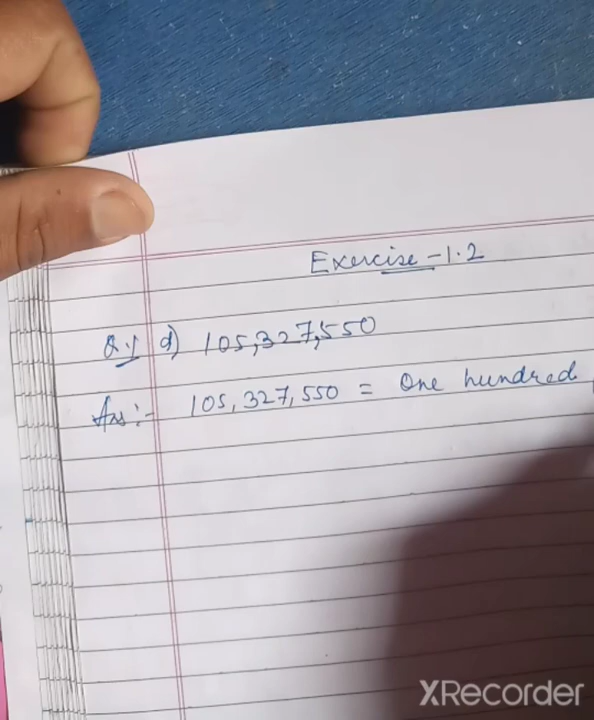 Exercise - 1.2
Q.1 d) 105,327,550
Ans:- 105,327,550 = One hundred
XRecorder